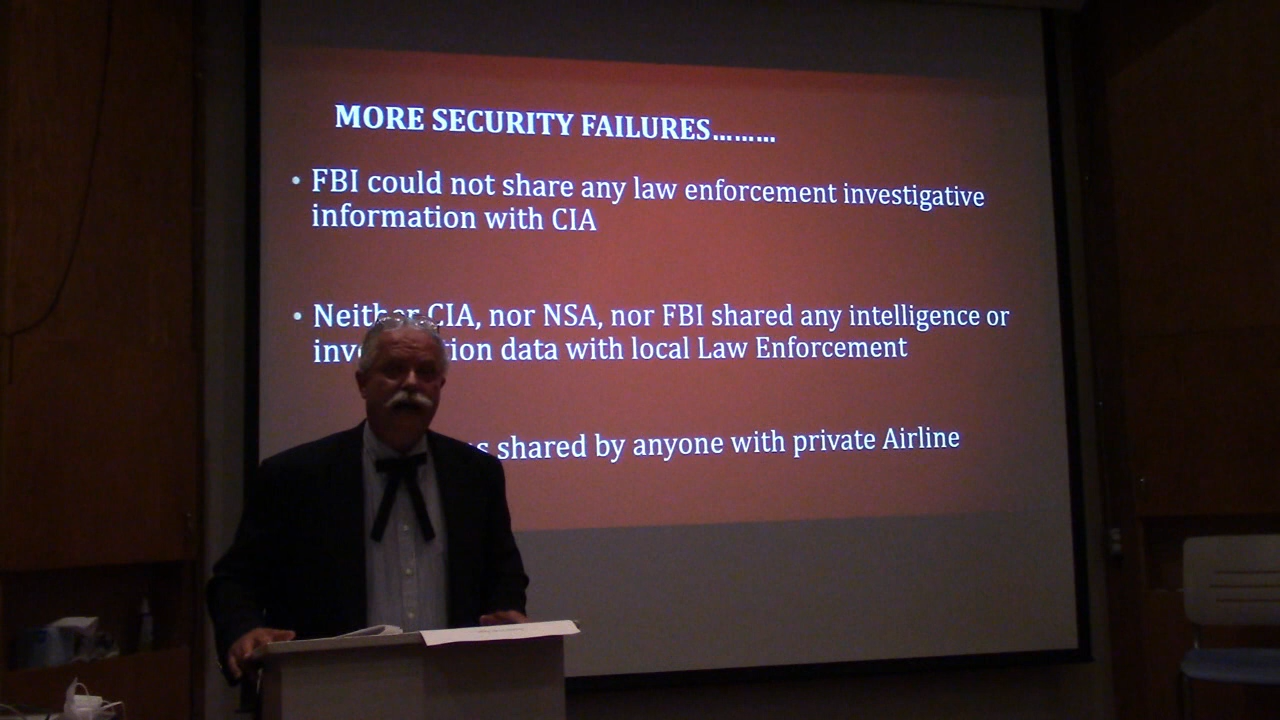 MORE SECURITY FAILURES………
• FBI could not share any law enforcement investigative
information with CIA
• Neither CIA, nor NSA, nor FBI shared any intelligence or
data with local Law Enforcement
shared by anyone with private Airline